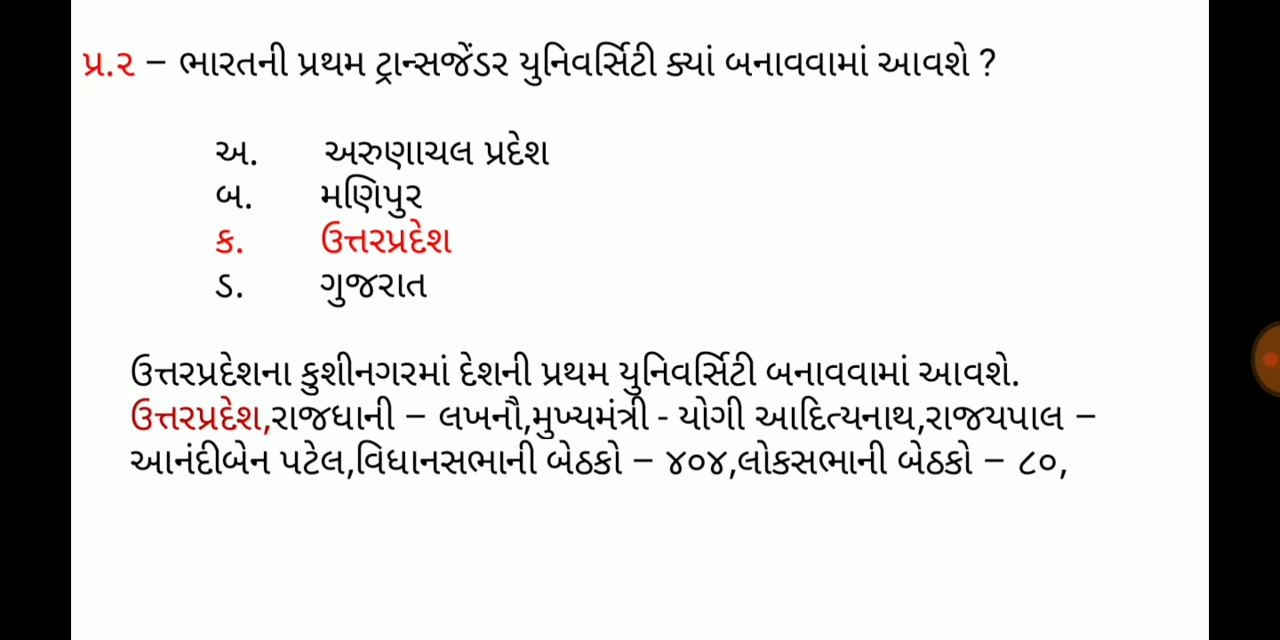 પ્ર.૨ – ભારતની પ્રથમ ટ્રાન્સજેંડર યુનિવર્સિટી ક્યાં બનાવવામાં આવશે ?
અ. અરુણાચલ પ્રદેશ
બ. મણિપુર
ક. ઉત્તરપ્રદેશ
ડ. ગુજરાત
ઉત્તરપ્રદેશના કુશીનગરમાં દેશની પ્રથમ યુનિવર્સિટી બનાવવામાં આવશે.
ઉત્તરપ્રદેશ,રાજધાની – લખનૌ,મુખ્યમંત્રી - યોગી આદિત્યનાથ,રાજયપાલ –
આનંદીબેન પટેલ,વિધાનસભાની બેઠકો – ૪૦૪,લોકસભાની બેઠકો – ૮૦,